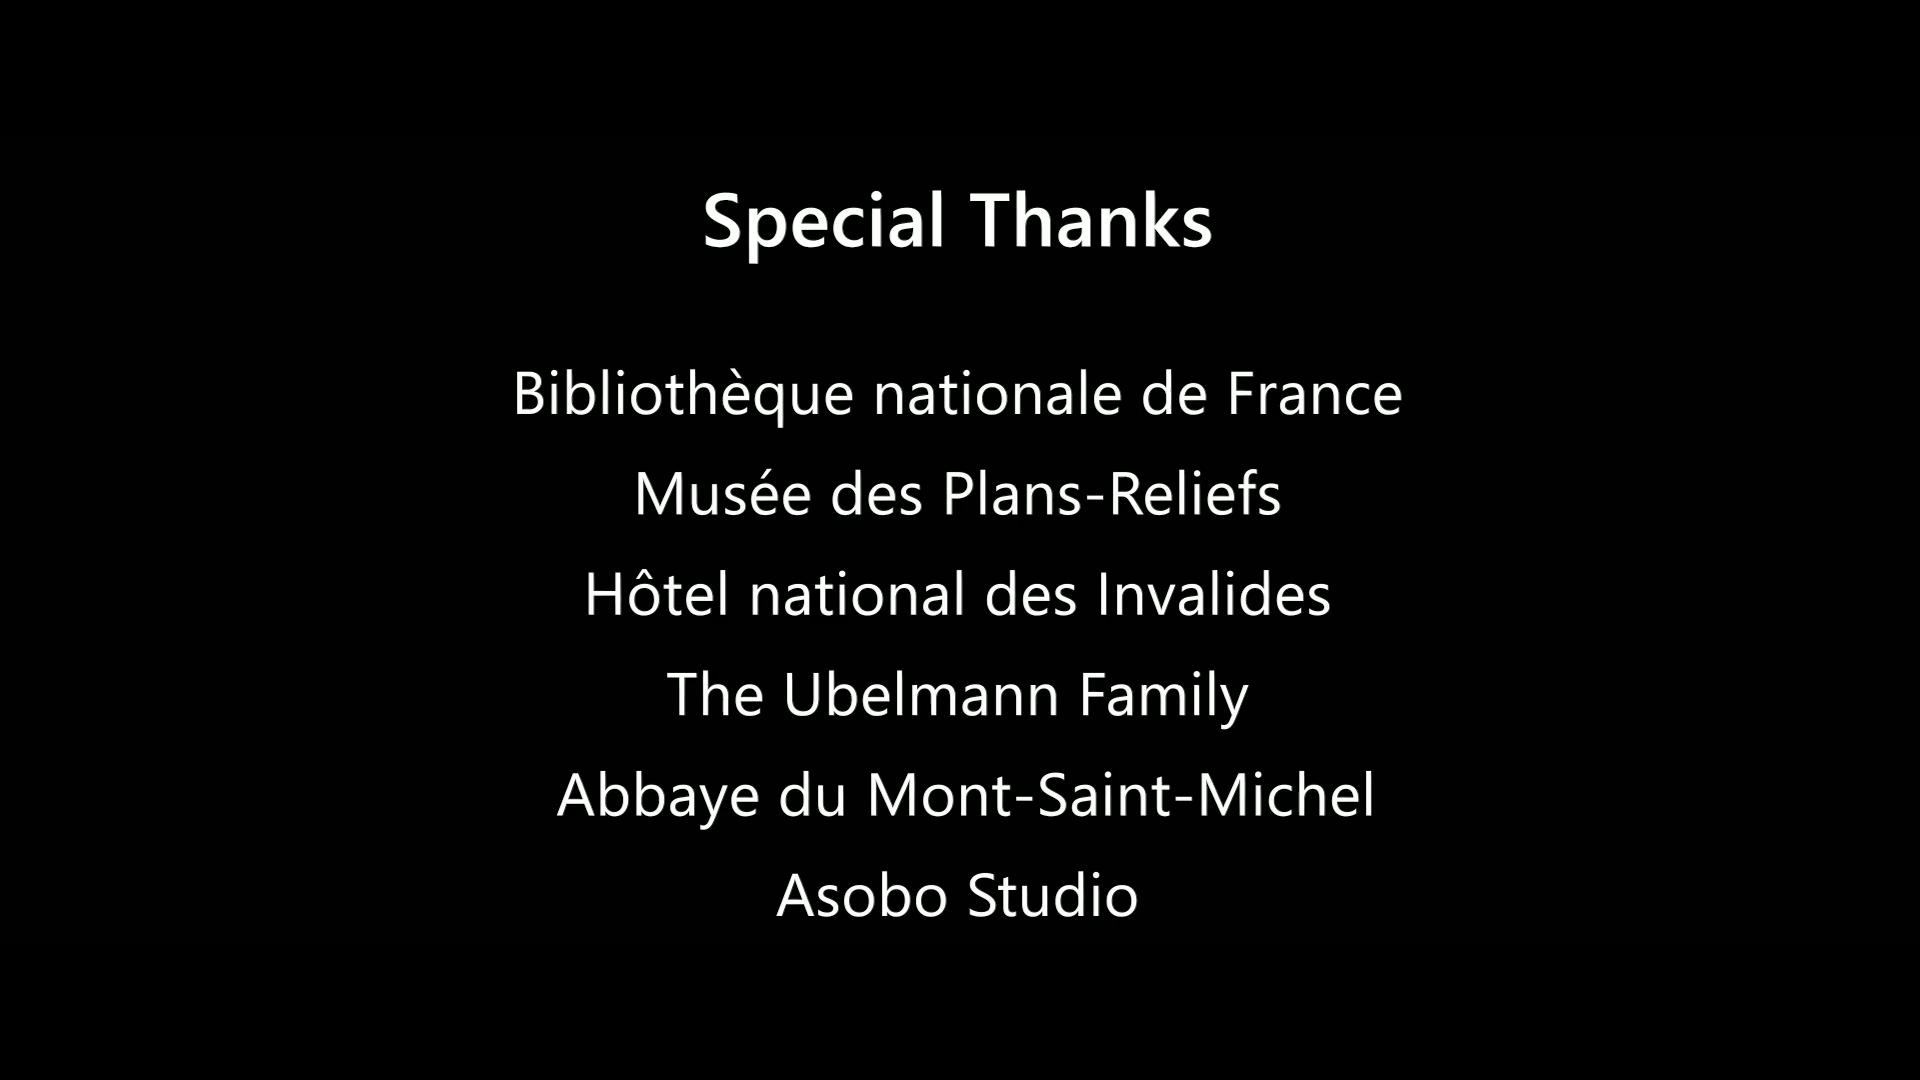 Special Thanks
Bibliothèque nationale de France
Musée des Plans-Reliefs
Hôtel national des Invalides
The Ubelmann Family
Abbaye du Mont-Saint-Michel
Asobo Studio